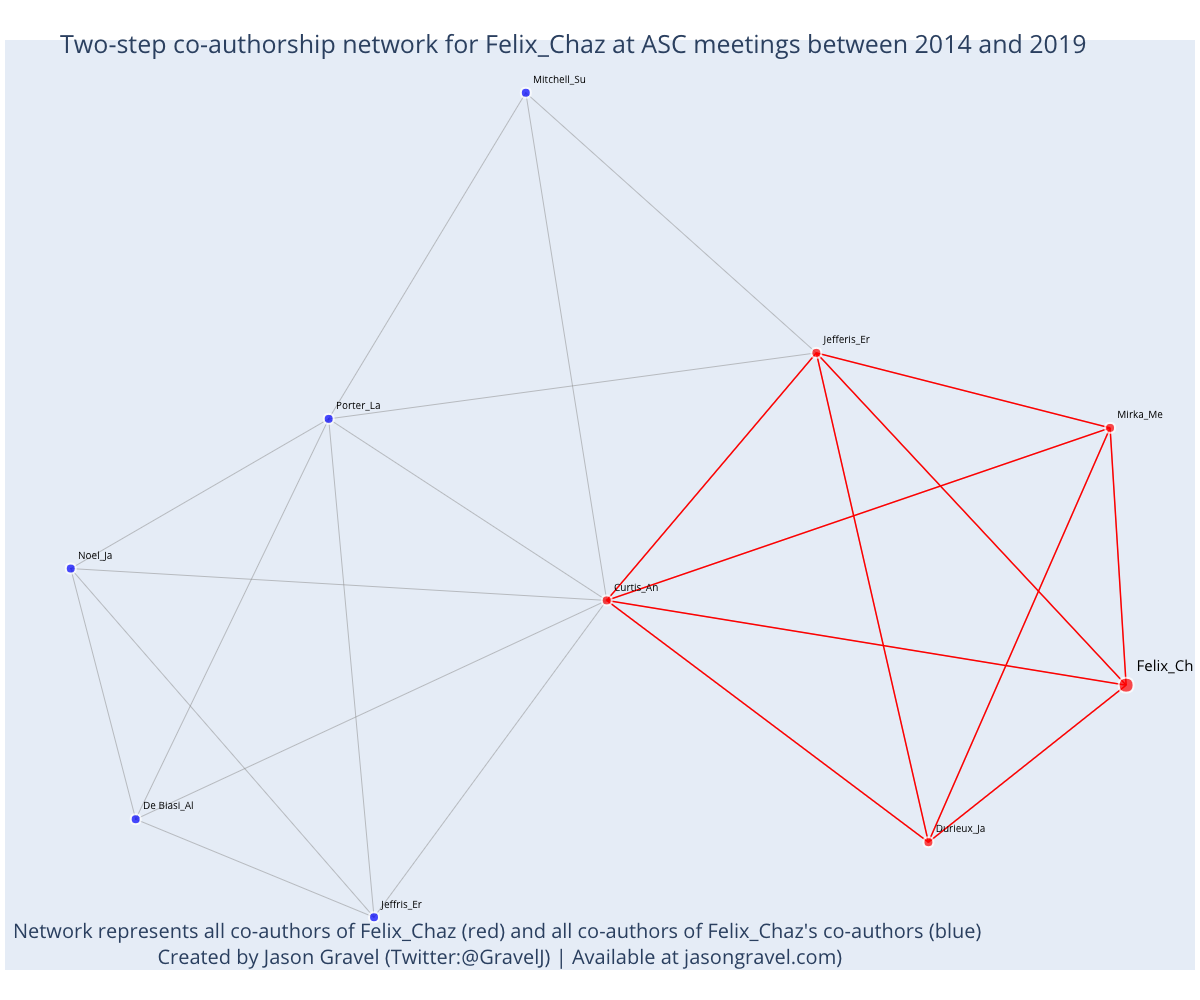 Two-step co-authorship network for Felix_Chaz at ASC meetings between 2014 and 2019
Mitchell_Su
Jefferis_Er
Porter_La
Mirka_Me
Noel_Ja
Curtis_An
Felix_Ch
De Biasi_Al
Durieux_Ja
Jeffris_Er
Network represents all co-authors of Felix_Chaz (red) and all co-authors of Felix_Chaz's co-authors (blue)
Created by Jason Gravel (Twitter:@GravelJ) | Available at jasongravel.com)